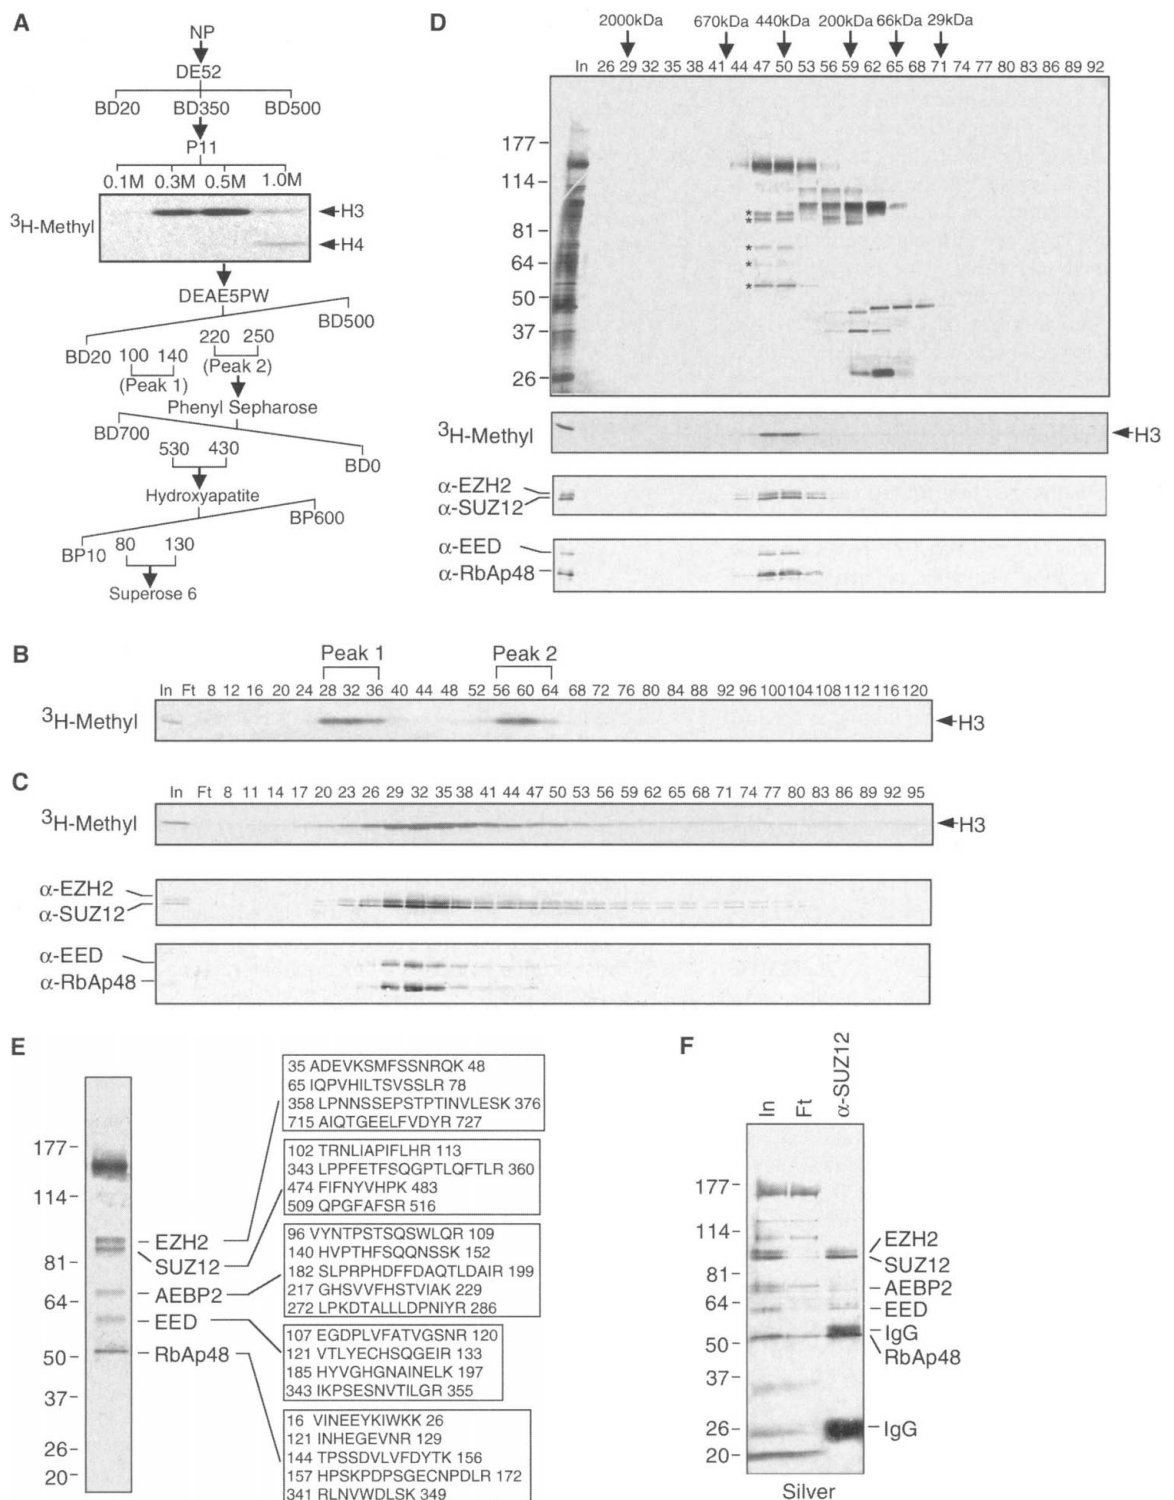 A
NP
DE52
BD20 BD350 BD500
P11
0.1M 0.3M 0.5M 1.0M
³H-Methyl
H3
H4
DEAE5PW
BD500
220 250
BD20 100 140 (Peak 2)
(Peak 1)
Phenyl Sepharose
BD700
530 430
BD0
Hydroxyapatite
BP600
BP10 80 130
Superose 6
D
2000kDa 670kDa 440kDa 200kDa 66kDa 29kDa
In 26 29 32 35 38 41 44 47 50 53 56 59 62 65 68 71 74 77 80 83 86 89 92
177
114
*
*
81
*
64
*
*
50
37
26
³H-Methyl
H3
α-EZH2
α-SUZ12
α-EED
α-RbAp48
B
Peak 1 Peak 2
In Ft 8 12 16 20 24 28 32 36 40 44 48 52 56 60 64 68 72 76 80 84 88 92 96 100 104 108 112 116 120
³H-Methyl
H3
C
In Ft 8 11 14 17 20 23 26 29 32 35 38 41 44 47 50 53 56 59 62 65 68 71 74 77 80 83 86 89 92 95
³H-Methyl
H3
α-EZH2
α-SUZ12
α-EED
α-RbAp48
E
177
114
81
64
50
37
26
20
EZH2
SUZ12
AEBP2
EED
RbAp48
35 ADEVKSMFSSNRQK 48
65 IQPVHILTSVSSLR 78
358 LPNNSSEPSTPTINVLESK 376
715 AIQTGEELFVDYR 727
102 TRNLIAPIFLHR 113
343 LPPFETFSQGPTLQFTLR 360
474 FIFNYVHPK 483
509 QPGFAFSR 516
96 VYNTPSTSQSWLQR 109
140 HVPTHFSQQNSSK 152
182 SLPRPHDFFDAQTLDAIR 199
217 GHSVVFHSTVIAK 229
272 LPKDTALLLDPNIYR 286
107 EGDPLVFATVGSNR 120
121 VTLYECHSQGEIR 133
185 HYVGHGNAINELK 197
343 IKPSESNVTILGR 355
16 VINEEYKIWKK 26
121 INHEGEVNR 129
144 TPSSDVLVFDYTK 156
157 HPSKPDPSGECNPDLR 172
341 RLNVWDLSK 349
F
In Ft α-SUZ12
177
114
81
64
50
37
26
20
EZH2
SUZ12
AEBP2
EED
IgG
RbAp48
IgG
Silver